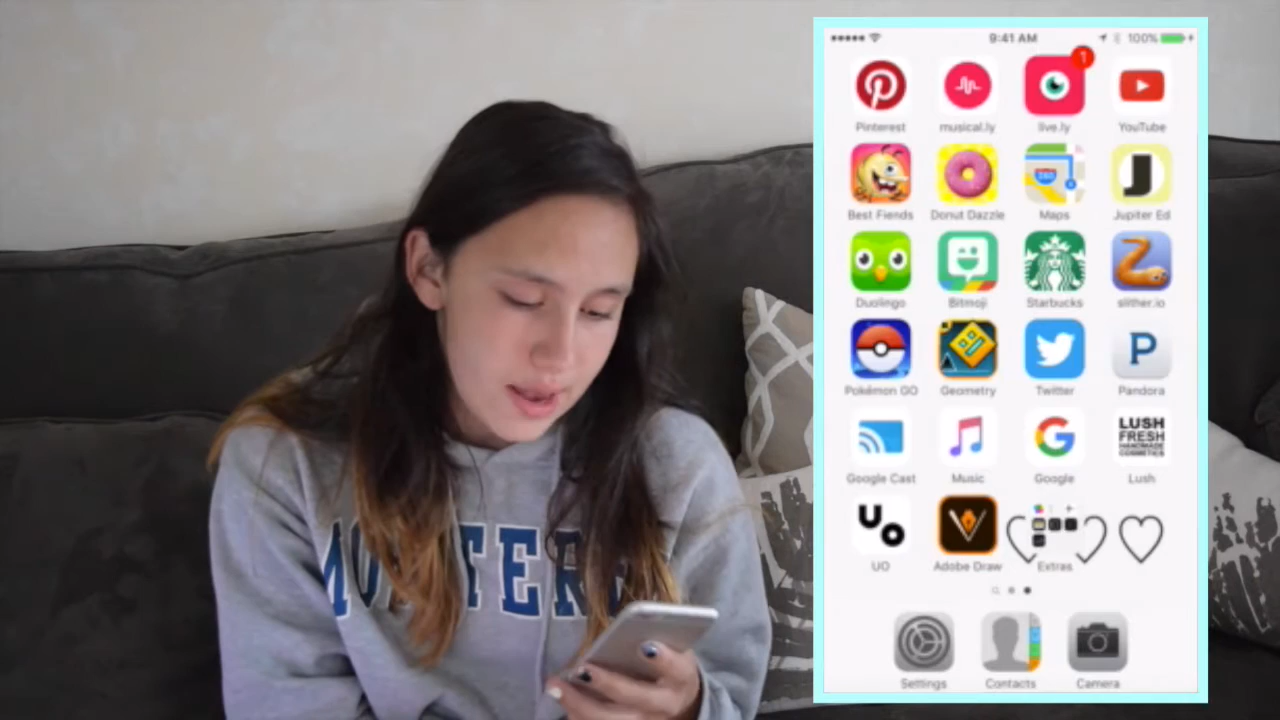 9:41 AM 100%
1
Pinterest musical.ly live.ly YouTube
280
Best Fiends Donut Dazzle Maps Jupiter Ed
Duolingo Bitmoji Starbucks slither.io
Pokémon GO Geometry Twitter Pandora
LUSH
FRESH
HANDMADE
COSMETICS
Google Cast Music Google Lush
UO
UO Adobe Draw Extras
Settings Contacts Camera
MONTERE